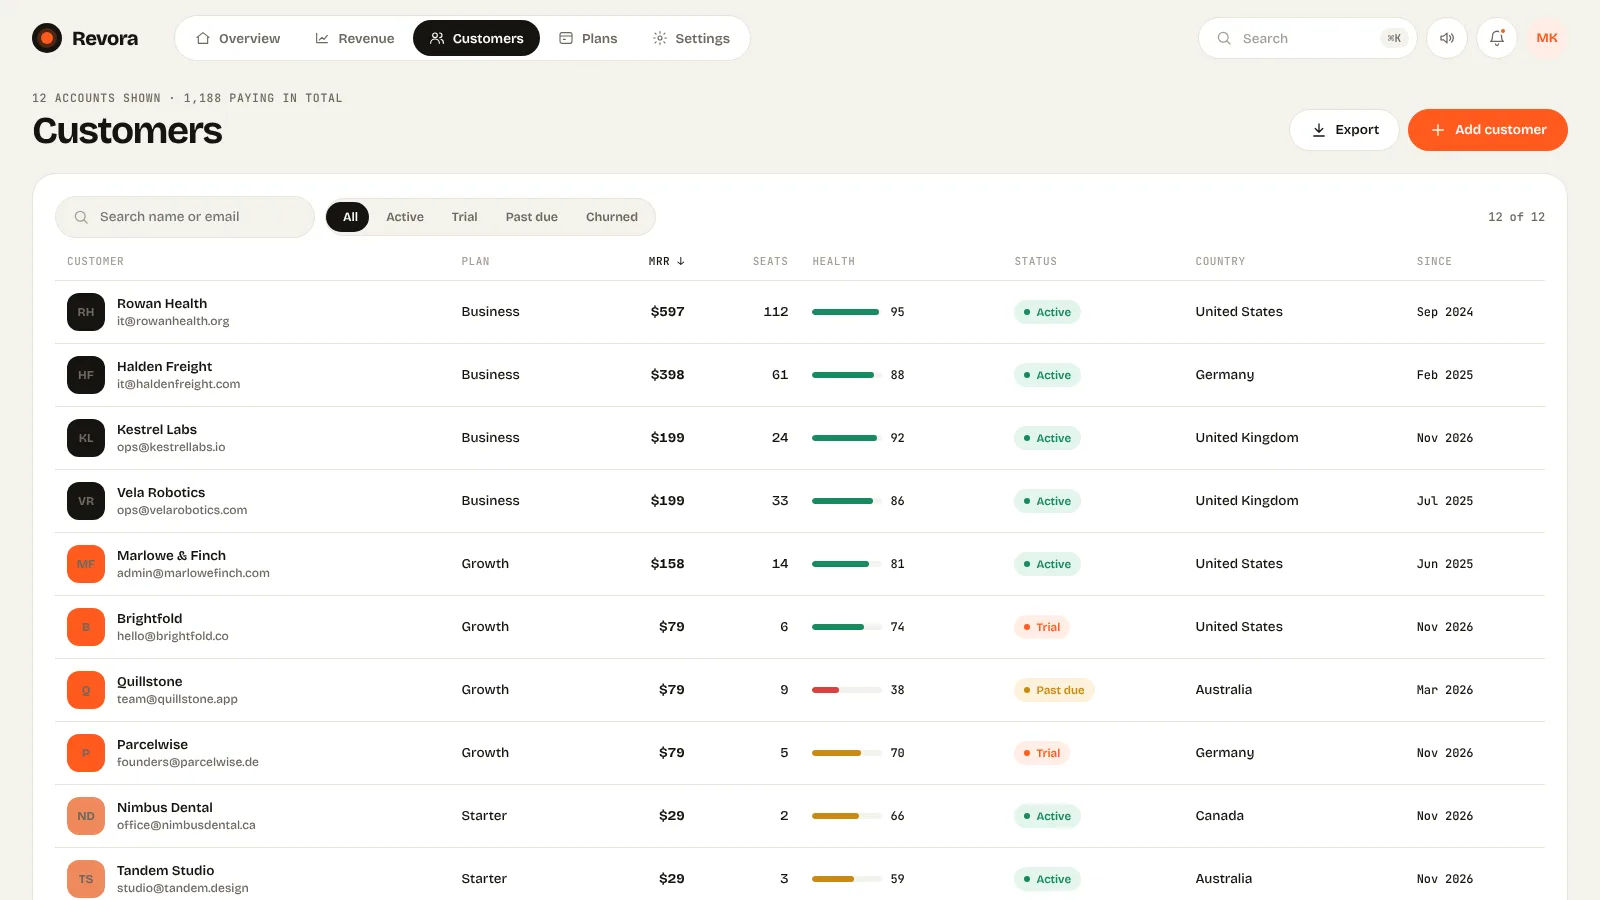 Revora
Overview
Revenue
Customers
Plans
Settings
Search
⌘K
MK
12 ACCOUNTS SHOWN · 1,188 PAYING IN TOTAL
Customers
Export
Add customer
Search name or email
All
Active
Trial
Past due
Churned
12 of 12
CUSTOMER PLAN MRR ↓ SEATS HEALTH STATUS COUNTRY SINCE
RH Rowan Health Business $597 112 95 Active United States Sep 2024
it@rowanhealth.org
HF Halden Freight Business $398 61 88 Active Germany Feb 2025
it@haldenfreight.com
KL Kestrel Labs Business $199 24 92 Active United Kingdom Nov 2026
ops@kestrellabs.io
VR Vela Robotics Business $199 33 86 Active United Kingdom Jul 2025
ops@velarobotics.com
MF Marlowe & Finch Growth $158 14 81 Active United States Jun 2025
admin@marlowefinch.com
B Brightfold Growth $79 6 74 Trial United States Nov 2026
hello@brightfold.co
Q Quillstone Growth $79 9 38 Past due Australia Mar 2026
team@quillstone.app
P Parcelwise Growth $79 5 70 Trial Germany Nov 2026
founders@parcelwise.de
ND Nimbus Dental Starter $29 2 66 Active Canada Nov 2026
office@nimbusdental.ca
TS Tandem Studio Starter $29 3 59 Active Australia Nov 2026
studio@tandem.design